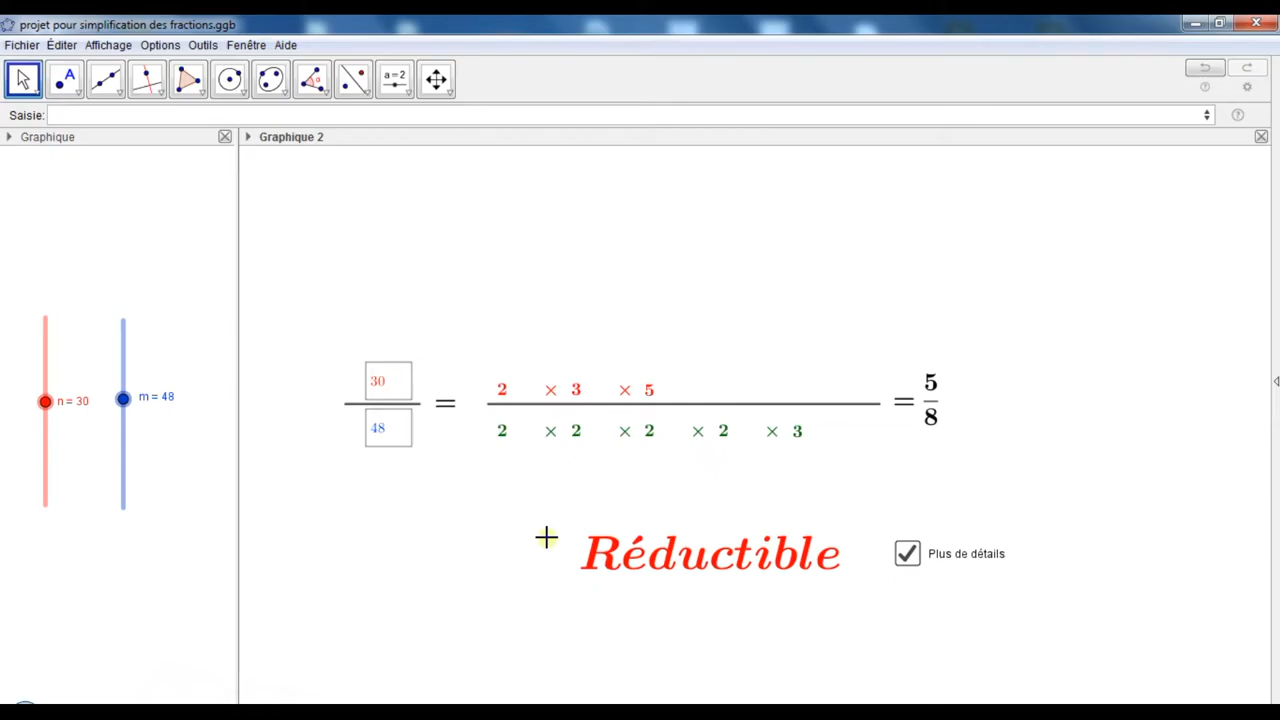 projet pour simplification des fractions.ggb
Fichier Éditer Affichage Options Outils Fenêtre Aide
A α a = 2
Saisie:
Graphique
Graphique 2
n = 30
m = 48
30
48
=
2 × 3 × 5
2 × 2 × 2 × 2 × 3
=
5
8
Réductible
Plus de détails